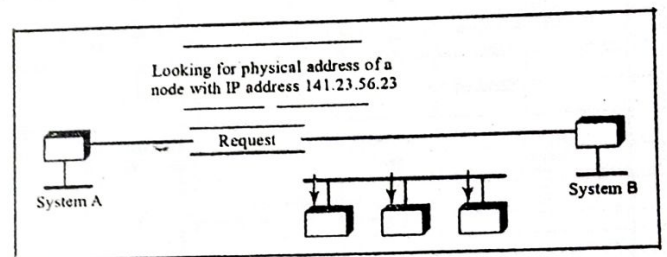 Looking for physical address of a
node with IP address 141.23.56.23
Request
System A
System B